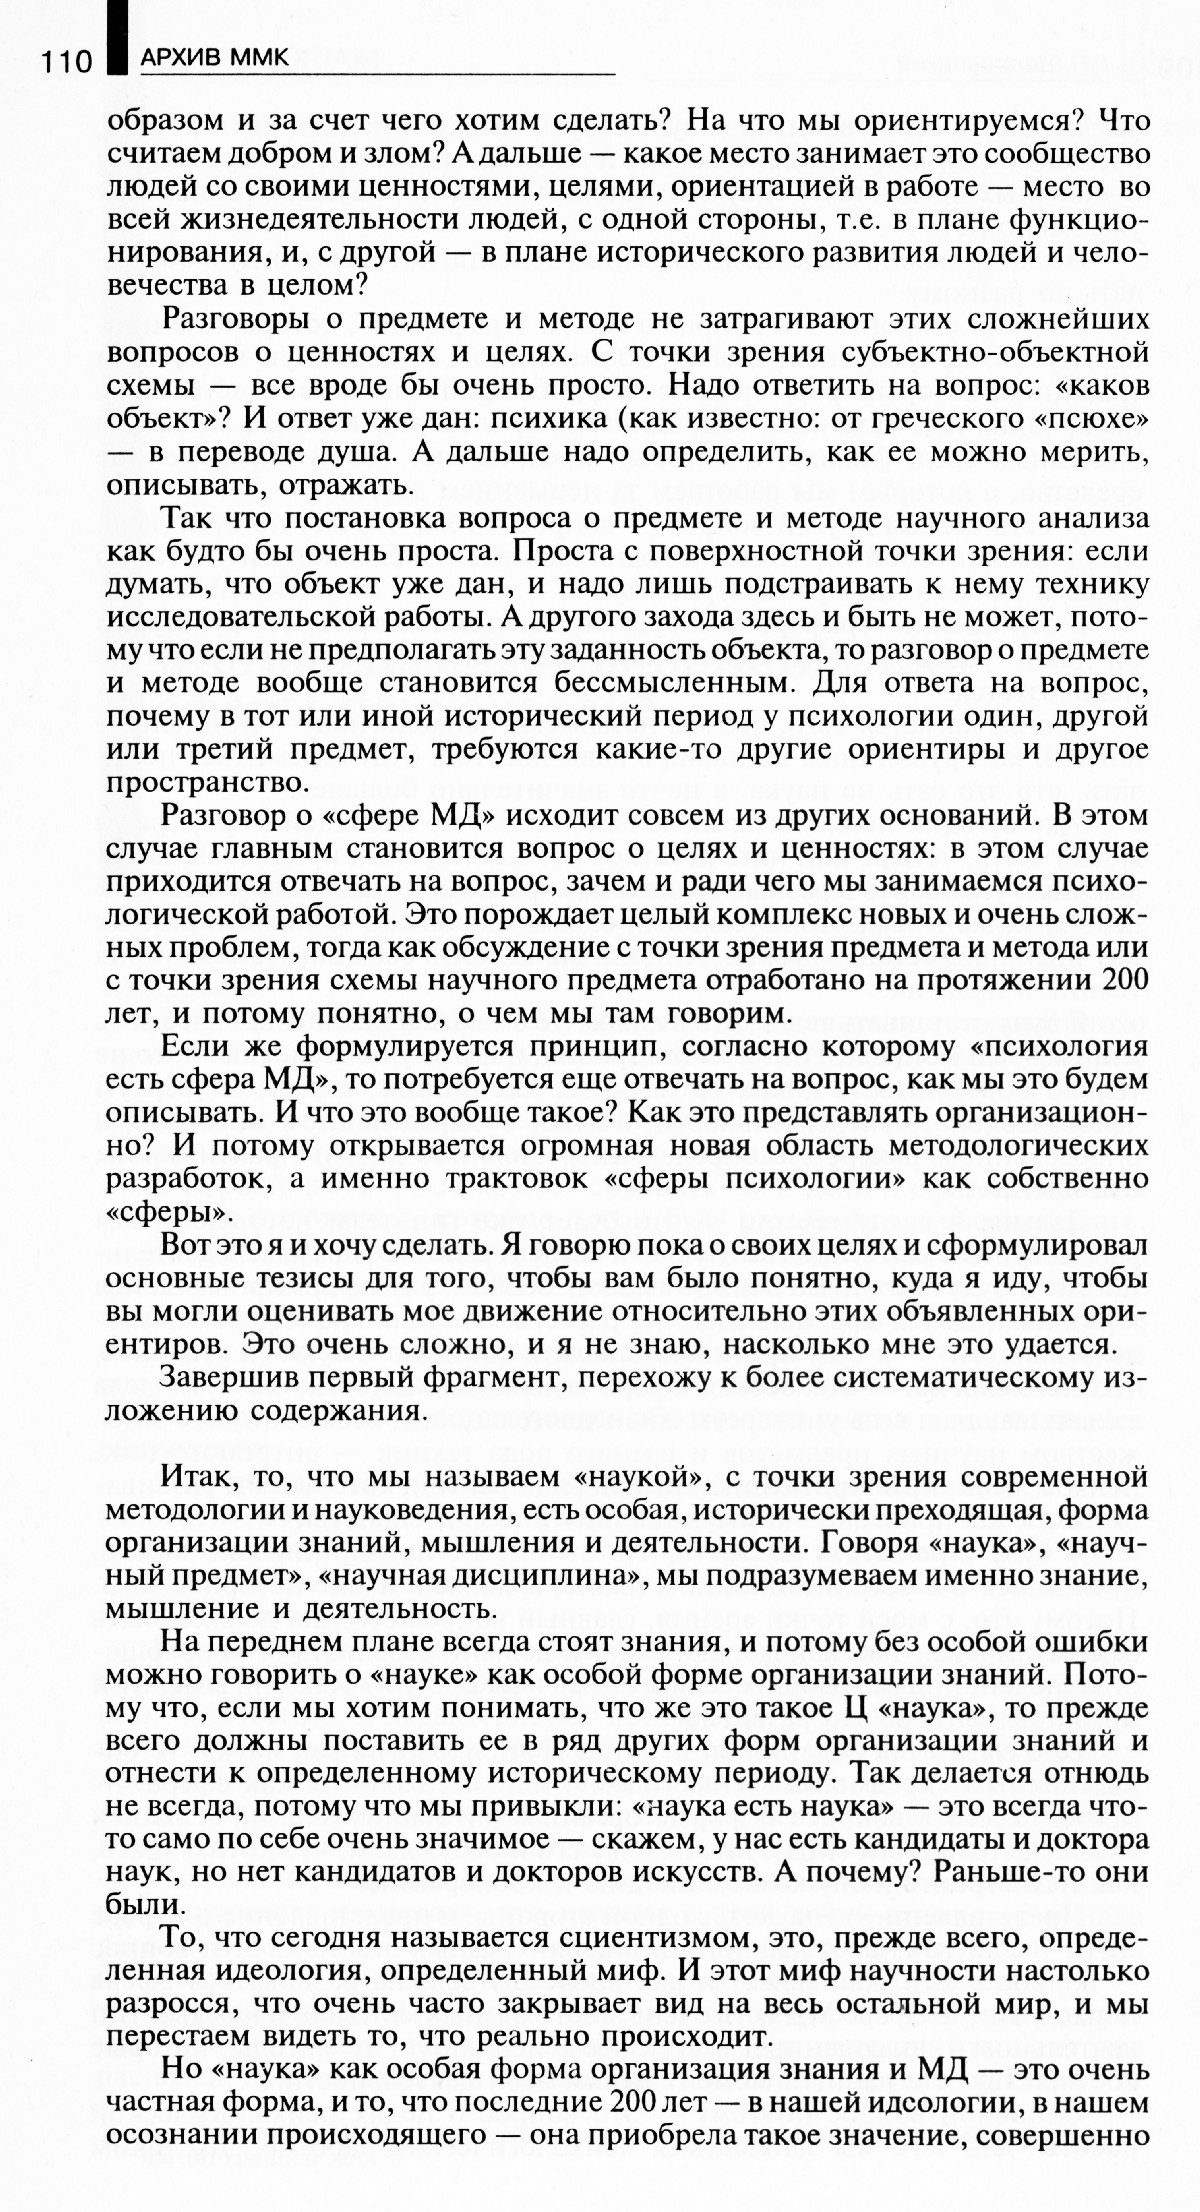 110 АРХИВ ММК
образом и за счет чего хотим сделать? На что мы ориентируемся? Что
считаем добром и злом? А дальше — какое место занимает это сообщество
людей со своими ценностями, целями, ориентацией в работе — место во
всей жизнедеятельности людей, с одной стороны, т.е. в плане функцио-
нирования, и, с другой — в плане исторического развития людей и чело-
вечества в целом?
Разговоры о предмете и методе не затрагивают этих сложнейших
вопросов о ценностях и целях. С точки зрения субъектно-объектной
схемы — все вроде бы очень просто. Надо ответить на вопрос: «каков
объект»? И ответ уже дан: психика (как известно: от греческого «псюхе»
— в переводе душа. А дальше надо определить, как ее можно мерить,
описывать, отражать.
Так что постановка вопроса о предмете и методе научного анализа
как будто бы очень проста. Проста с поверхностной точки зрения: если
думать, что объект уже дан, и надо лишь подстраивать к нему технику
исследовательской работы. А другого захода здесь и быть не может, пото-
му что если не предполагать эту заданность объекта, то разговор о предмете
и методе вообще становится бессмысленным. Для ответа на вопрос,
почему в тот или иной исторический период у психологии один, другой
или третий предмет, требуются какие-то другие ориентиры и другое
пространство.
Разговор о «сфере МД» исходит совсем из других оснований. В этом
случае главным становится вопрос о целях и ценностях: в этом случае
приходится отвечать на вопрос, зачем и ради чего мы занимаемся психо-
логической работой. Это порождает целый комплекс новых и очень слож-
ных проблем, тогда как обсуждение с точки зрения предмета и метода или
с точки зрения схемы научного предмета отработано на протяжении 200
лет, и потому понятно, о чем мы там говорим.
Если же формулируется принцип, согласно которому «психология
есть сфера МД», то потребуется еще отвечать на вопрос, как мы это будем
описывать. И что это вообще такое? Как это представлять организацион-
но? И потому открывается огромная новая область методологических
разработок, а именно трактовок «сферы психологии» как собственно
«сферы».
Вот это я и хочу сделать. Я говорю пока о своих целях и сформулировал
основные тезисы для того, чтобы вам было понятно, куда я иду, чтобы
вы могли оценивать мое движение относительно этих объявленных ори-
ентиров. Это очень сложно, и я не знаю, насколько мне это удается.
Завершив первый фрагмент, перехожу к более систематическому из-
ложению содержания.
Итак, то, что мы называем «наукой», с точки зрения современной
методологии и науковедения, есть особая, исторически преходящая, форма
организации знаний, мышления и деятельности. Говоря «наука», «науч-
ный предмет», «научная дисциплина», мы подразумеваем именно знание,
мышление и деятельность.
На переднем плане всегда стоят знания, и потому без особой ошибки
можно говорить о «науке» как особой форме организации знаний. Пото-
му что, если мы хотим понимать, что же это такое Ц «наука», то прежде
всего должны поставить ее в ряд других форм организации знаний и
отнести к определенному историческому периоду. Так делается отнюдь
не всегда, потому что мы привыкли: «наука есть наука» — это всегда что-
то само по себе очень значимое — скажем, у нас есть кандидаты и доктора
наук, но нет кандидатов и докторов искусств. А почему? Раньше-то они
были.
То, что сегодня называется сциентизмом, это, прежде всего, опреде-
ленная идеология, определенный миф. И этот миф научности настолько
разросся, что очень часто закрывает вид на весь остальной мир, и мы
перестаем видеть то, что реально происходит.
Но «наука» как особая форма организация знания и МД — это очень
частная форма, и то, что последние 200 лет — в нашей идсологии, в нашем
осознании происходящего — она приобрела такое значение, совершенно